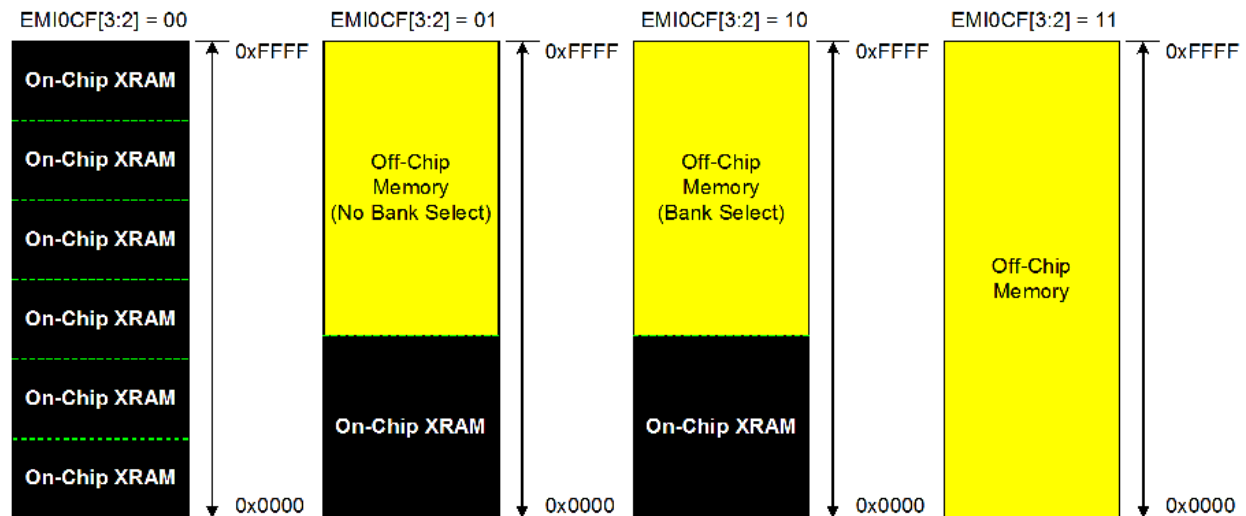 EMI0CF[3:2] = 00
On-Chip XRAM
On-Chip XRAM
On-Chip XRAM
On-Chip XRAM
On-Chip XRAM
On-Chip XRAM
0xFFFF
0x0000
EMI0CF[3:2] = 01
Off-Chip
Memory
(No Bank Select)
On-Chip XRAM
0xFFFF
0x0000
EMI0CF[3:2] = 10
Off-Chip
Memory
(Bank Select)
On-Chip XRAM
0xFFFF
0x0000
EMI0CF[3:2] = 11
Off-Chip
Memory
0xFFFF
0x0000